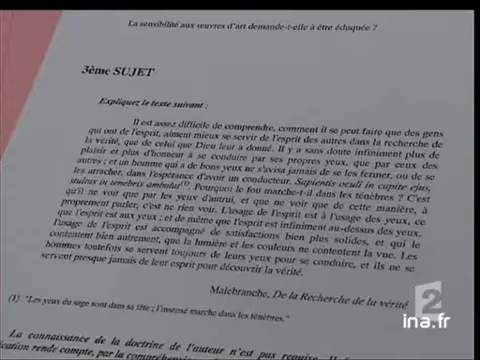 La sensibilité aux œuvres d'art demande-t-elle à être éduquée ?
3ème SUJET
Expliquez le texte suivant :
Il est assez difficile de comprendre, comment il se peut faire que des gens
qui ont de l'esprit, aiment mieux se servir de l'esprit des autres dans la recherche de
la vérité, que de celui que Dieu leur a donné. Il y a sans doute infiniment plus de
plaisir et plus d'honneur à se conduire par ses propres yeux, que par ceux des
autres ; et un homme qui a de bons yeux ne s'avisa jamais de se les fermer, ou de se
les arracher, dans l'espérance d'avoir un conducteur. Sapientis oculi in capite ejus,
stultus in tenebris ambulat(1). Pourquoi le fou marche-t-il dans les ténèbres ? C'est
qu'il ne voit que par les yeux d'autrui, et que ne voir que de cette manière, à
proprement parler, c'est ne rien voir. L'usage de l'esprit est à l'usage des yeux, ce
que l'esprit est aux yeux ; et de même que l'esprit est infiniment au-dessus des yeux,
l'usage de l'esprit est accompagné de satisfactions bien plus solides, et qui le
contentent bien autrement, que la lumière et les couleurs ne contentent la vue. Les
hommes toutefois se servent toujours de leurs yeux pour se conduire, et ils ne se
servent presque jamais de leur esprit pour découvrir la vérité.
Malebranche, De la Recherche de la vérité
(1) "Les yeux du sage sont dans sa tête ; l'insensé marche dans les ténèbres."
La connaissance de la doctrine de l'auteur n'est pas requise. Il
rende compte, par la compréhension
2
ina.fr